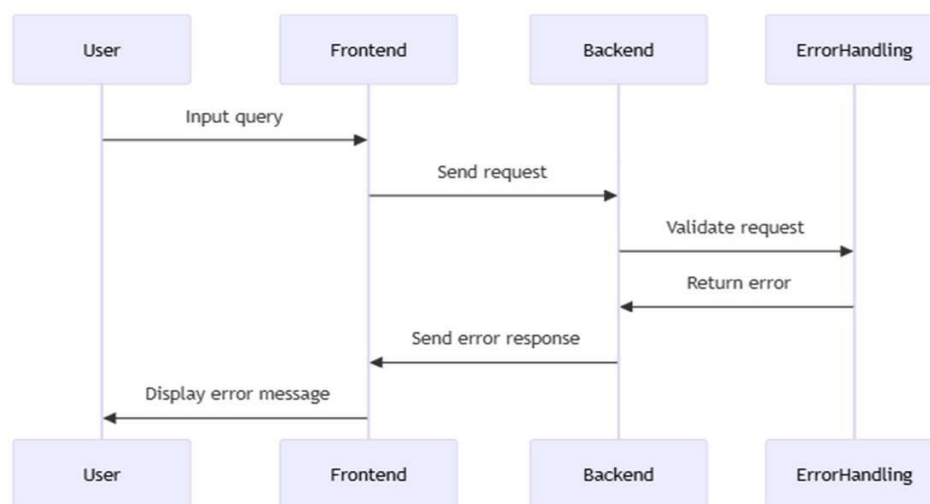 User Frontend Backend ErrorHandling
Input query
Send request
Validate request
Return error
Send error response
Display error message
User Frontend Backend ErrorHandling